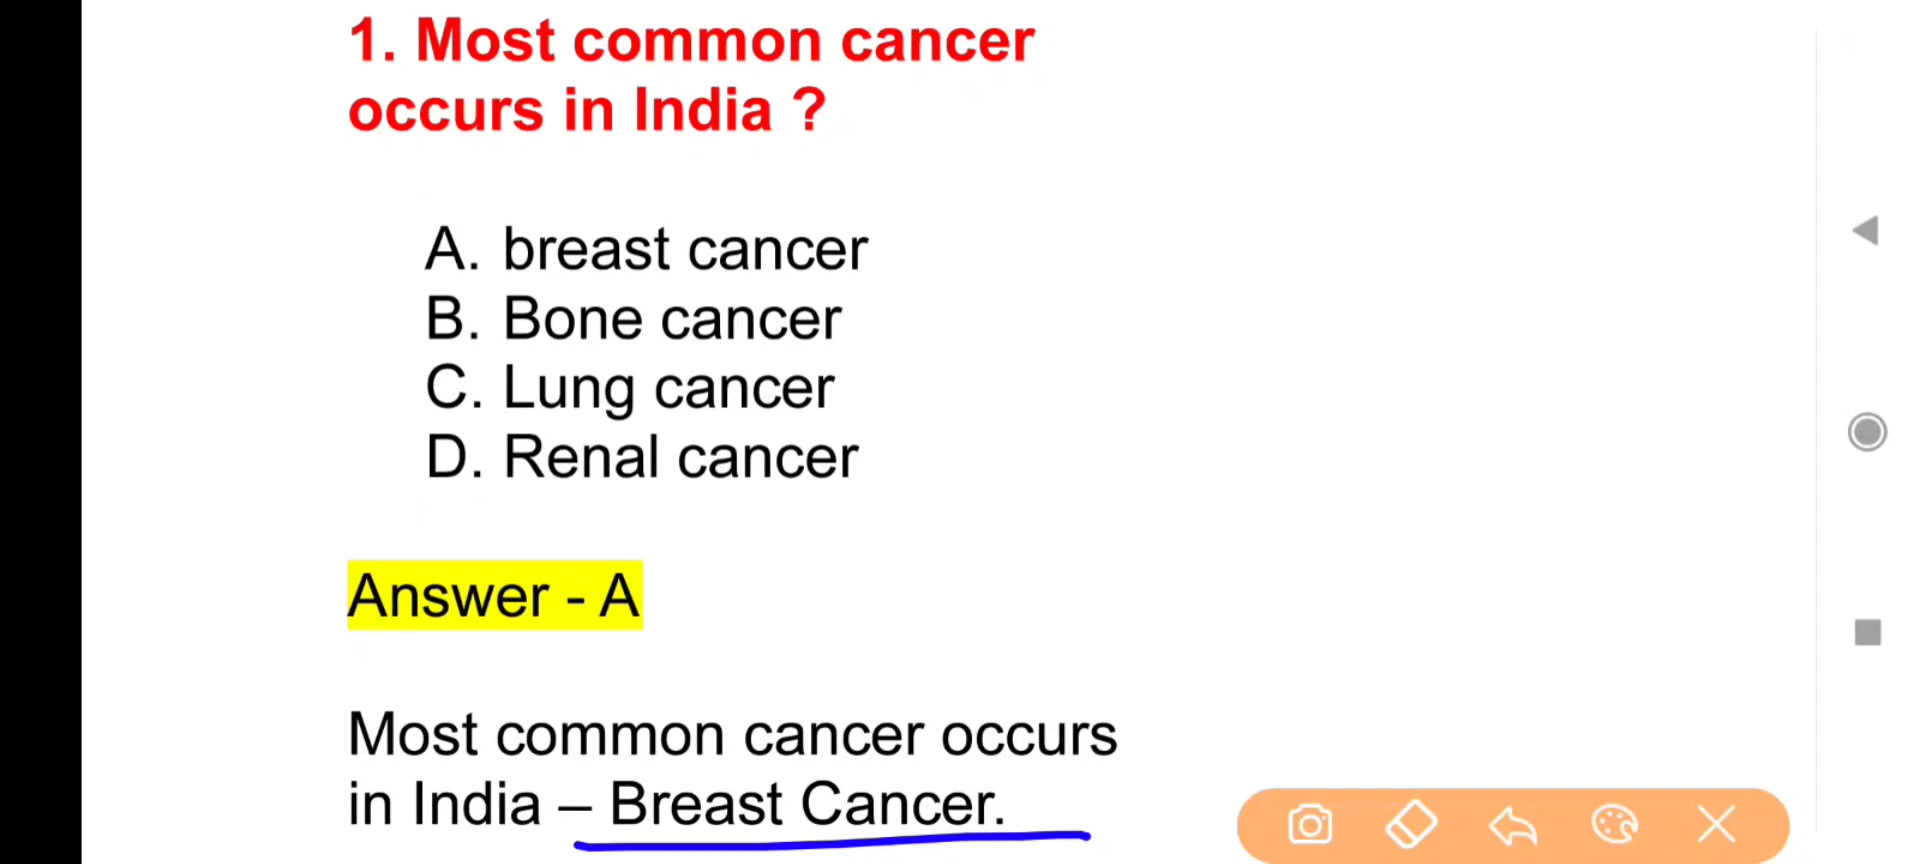 1. Most common cancer
occurs in India ?
A. breast cancer
B. Bone cancer
C. Lung cancer
D. Renal cancer
Answer - A
Most common cancer occurs
in India – Breast Cancer.